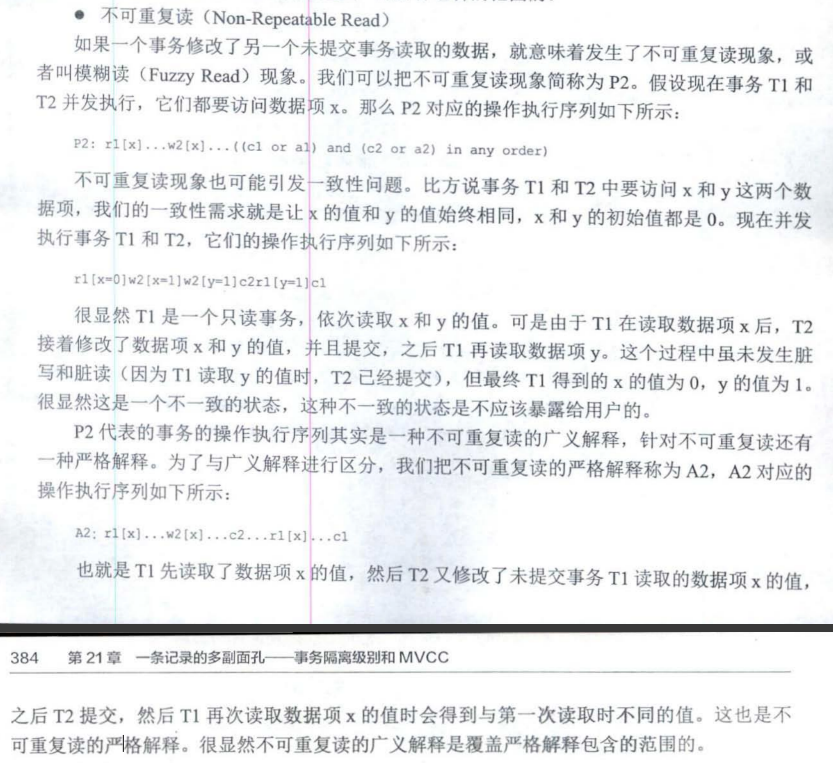 ● 不可重复读（Non-Repeatable Read）
如果一个事务修改了另一个未提交事务读取的数据，就意味着发生了不可重复读现象，或
者叫模糊读（Fuzzy Read）现象。我们可以把不可重复读现象简称为 P2。假设现在事务 T1 和
T2 并发执行，它们都要访问数据项 x。那么 P2 对应的操作执行序列如下所示：
P2: r1[x]...w2[x]...((c1 or a1) and (c2 or a2) in any order)
不可重复读现象也可能引发一致性问题。比方说事务 T1 和 T2 中要访问 x 和 y 这两个数
据项，我们的一致性需求就是让 x 的值和 y 的值始终相同，x 和 y 的初始值都是 0。现在并发
执行事务 T1 和 T2，它们的操作执行序列如下所示：
r1[x=0]w2[x=1]w2[y=1]c2r1[y=1]c1
很显然 T1 是一个只读事务，依次读取 x 和 y 的值。可是由于 T1 在读取数据项 x 后，T2
接着修改了数据项 x 和 y 的值，并且提交，之后 T1 再读取数据项 y。这个过程中虽未发生脏
写和脏读（因为 T1 读取 y 的值时，T2 已经提交），但最终 T1 得到的 x 的值为 0，y 的值为 1。
很显然这是一个不一致的状态，这种不一致的状态是不应该暴露给用户的。
P2 代表的事务的操作执行序列其实是一种不可重复读的广义解释，针对不可重复读还有
一种严格解释。为了与广义解释进行区分，我们把不可重复读的严格解释称为 A2，A2 对应的
操作执行序列如下所示：
A2: r1[x]...w2[x]...c2...r1[x]...c1
也就是 T1 先读取了数据项 x 的值，然后 T2 又修改了未提交事务 T1 读取的数据项 x 的值，
384 第 21 章 一条记录的多副面孔——事务隔离级别和 MVCC
之后 T2 提交，然后 T1 再次读取数据项 x 的值时会得到与第一次读取时不同的值。这也是不
可重复读的严格解释。很显然不可重复读的广义解释是覆盖严格解释包含的范围的。